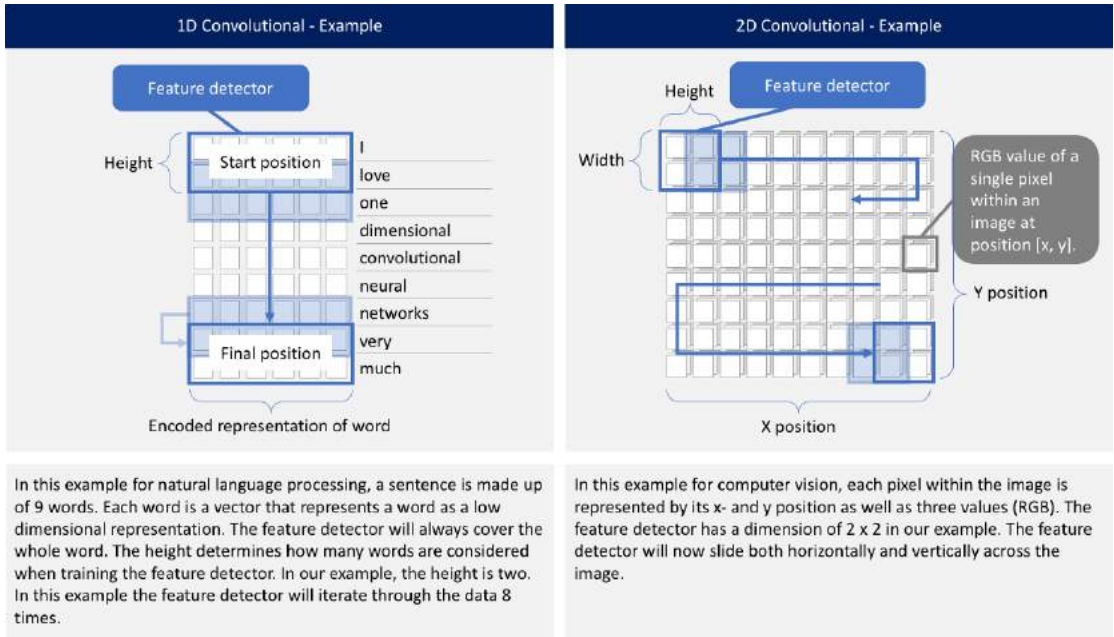 1D Convolutional - Example
Feature detector
Height
Start position
I
love
one
dimensional
convolutional
neural
networks
very
much
Final position
Encoded representation of word
In this example for natural language processing, a sentence is made up
of 9 words. Each word is a vector that represents a word as a low
dimensional representation. The feature detector will always cover the
whole word. The height determines how many words are considered
when training the feature detector. In our example, the height is two.
In this example the feature detector will iterate through the data 8
times.
2D Convolutional - Example
Feature detector
Height
Width
RGB value of a
single pixel
within an
image at
position [x, y].
Y position
X position
In this example for computer vision, each pixel within the image is
represented by its x- and y position as well as three values (RGB). The
feature detector has a dimension of 2 x 2 in our example. The feature
detector will now slide both horizontally and vertically across the
image.